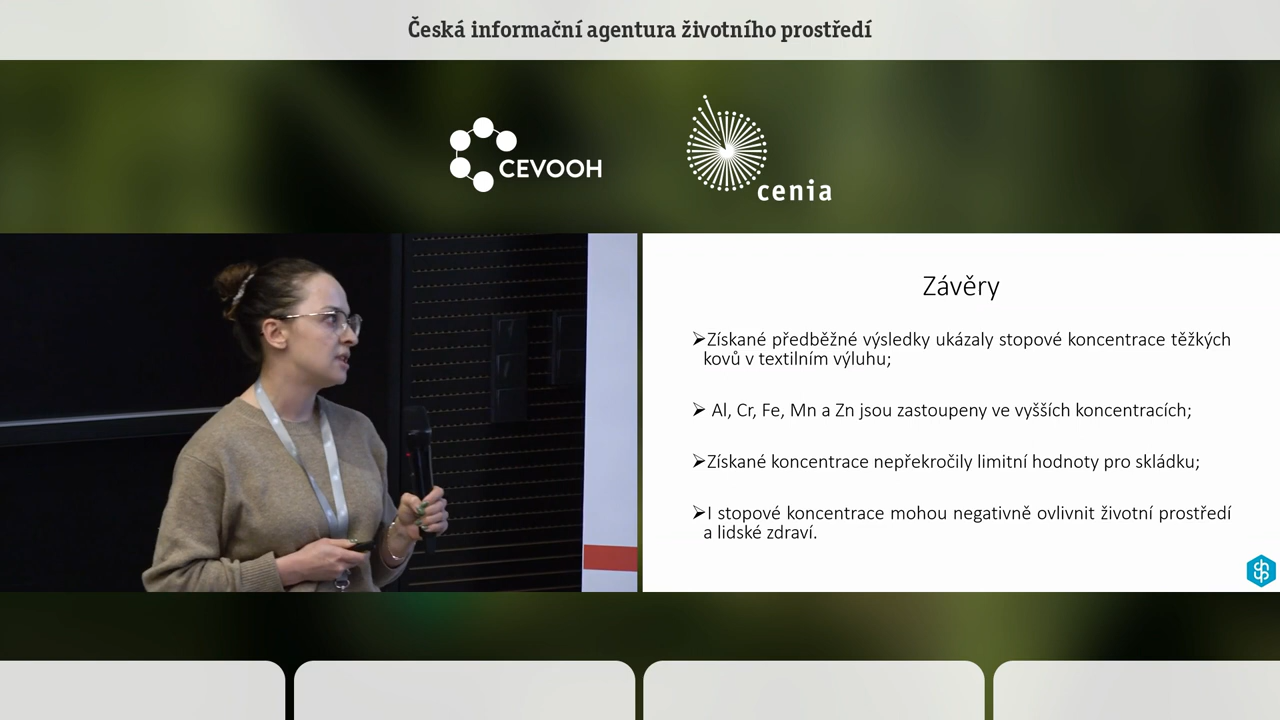 Česká informační agentura životního prostředí
CEVOOH
cenia
Závěry
➢Získané předběžné výsledky ukázaly stopové koncentrace těžkých
kovů v textilním výluhu;
➢ Al, Cr, Fe, Mn a Zn jsou zastoupeny ve vyšších koncentracích;
➢Získané koncentrace nepřekročily limitní hodnoty pro skládku;
➢I stopové koncentrace mohou negativně ovlivnit životní prostředí
a lidské zdraví.